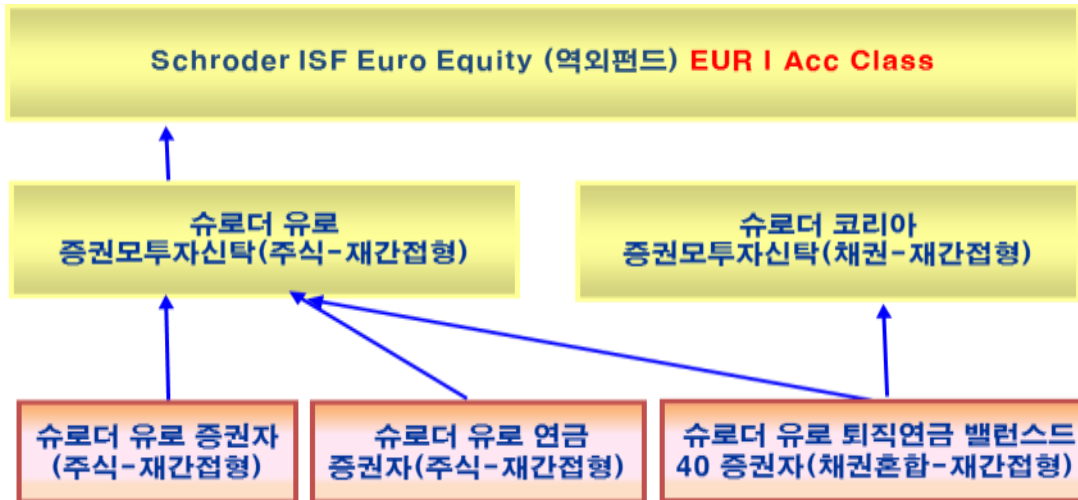 Schroder ISF Euro Equity (역외펀드) EUR I Acc Class
슈로더 유로
증권모투자신탁(주식-재간접형)
슈로더 코리아
증권모투자신탁(채권-재간접형)
슈로더 유로 증권자
(주식-재간접형)
슈로더 유로 연금
증권자(주식-재간접형)
슈로더 유로 퇴직연금 밸런스드
40 증권자(채권혼합-재간접형)